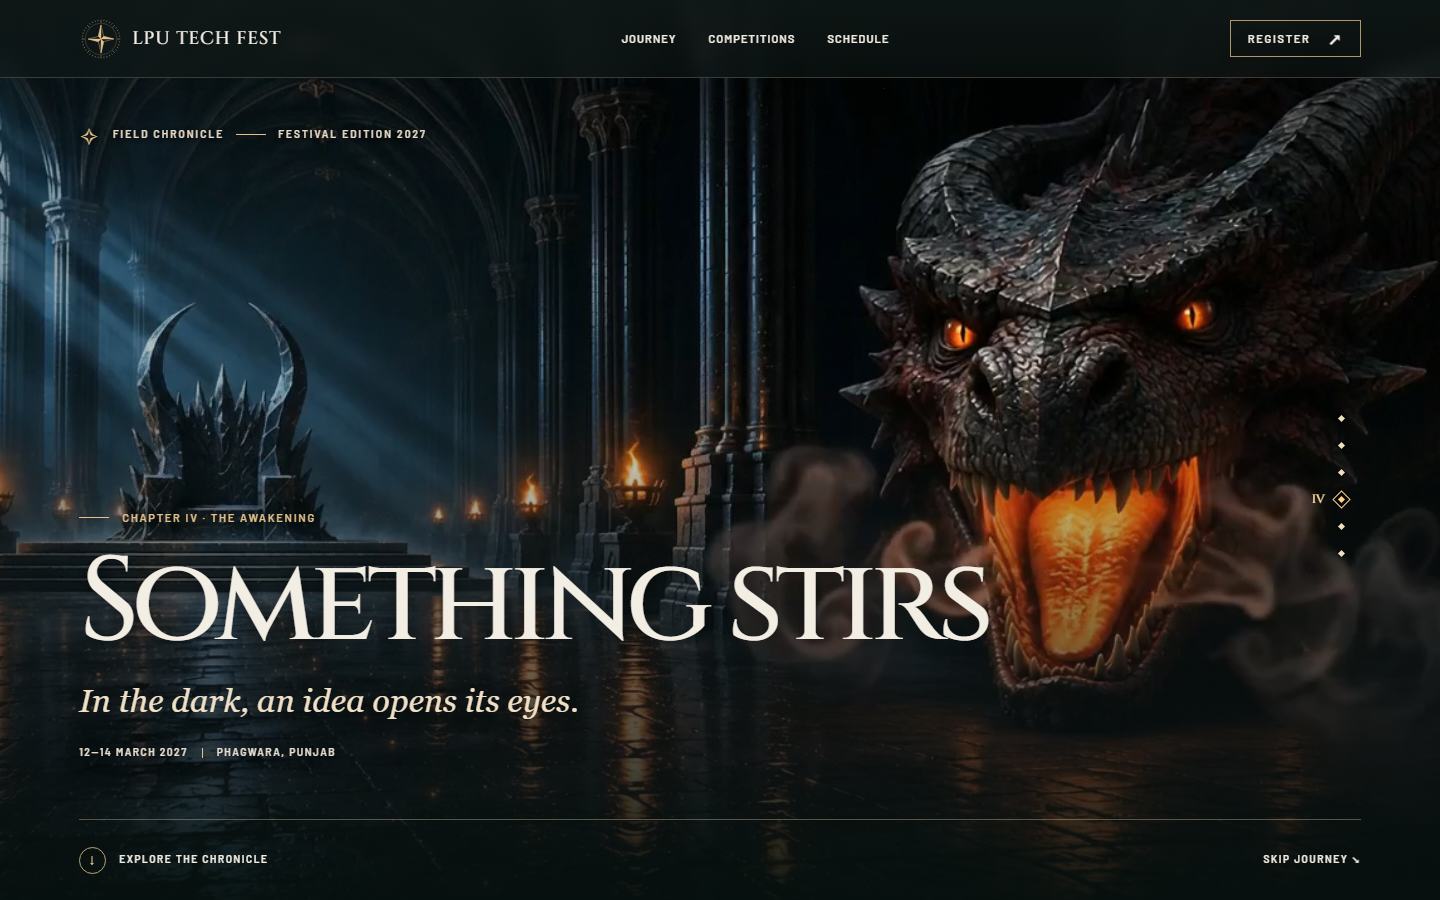 LPU TECH FEST
JOURNEY COMPETITIONS SCHEDULE
REGISTER ↗
FIELD CHRONICLE — FESTIVAL EDITION 2027
IV
CHAPTER IV · THE AWAKENING
SOMETHING STIRS
In the dark, an idea opens its eyes.
12–14 MARCH 2027 | PHAGWARA, PUNJAB
↓ EXPLORE THE CHRONICLE
SKIP JOURNEY ↘